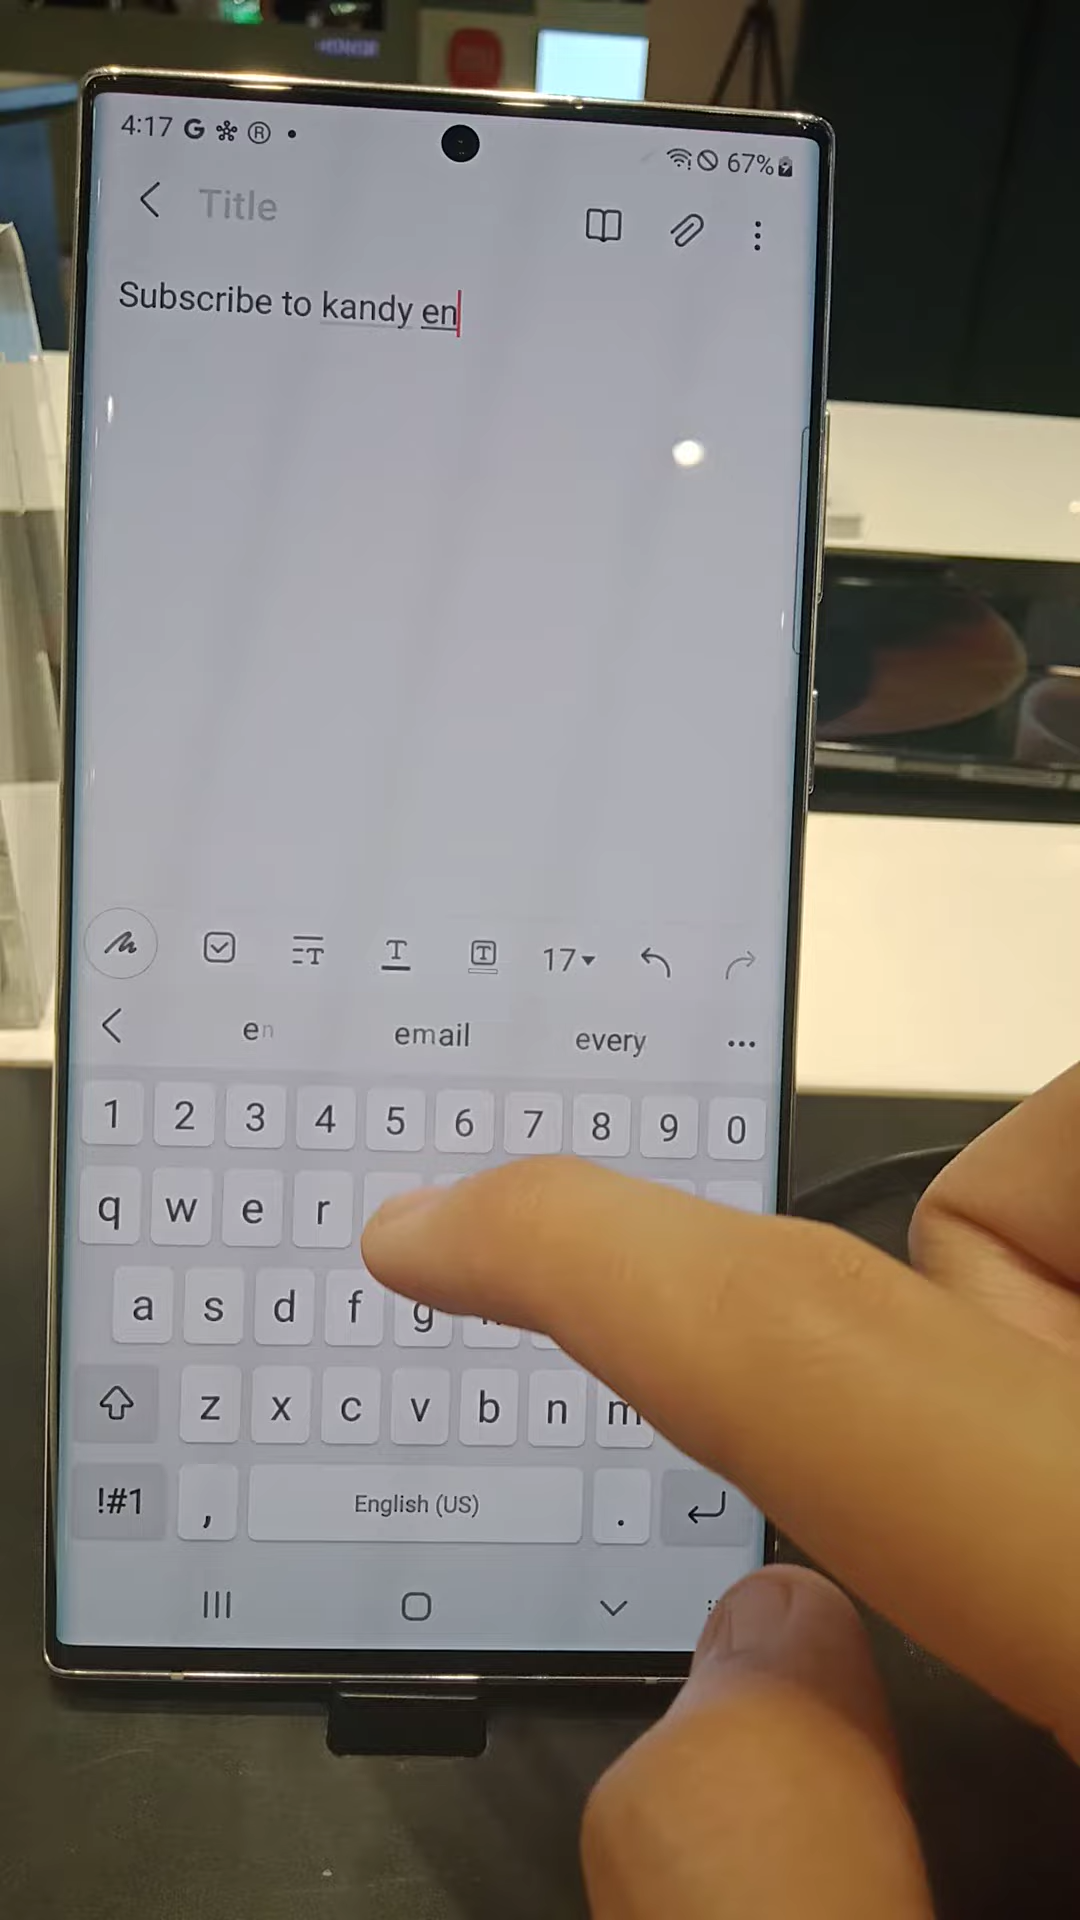 HONOR
4:17 G ® 67%
Title
Subscribe to kandy en
17
en email every ...
1 2 3 4 5 6 7 8 9 0
q w e r
a s d f g
z x c v b n m
!#1 , English (US) .